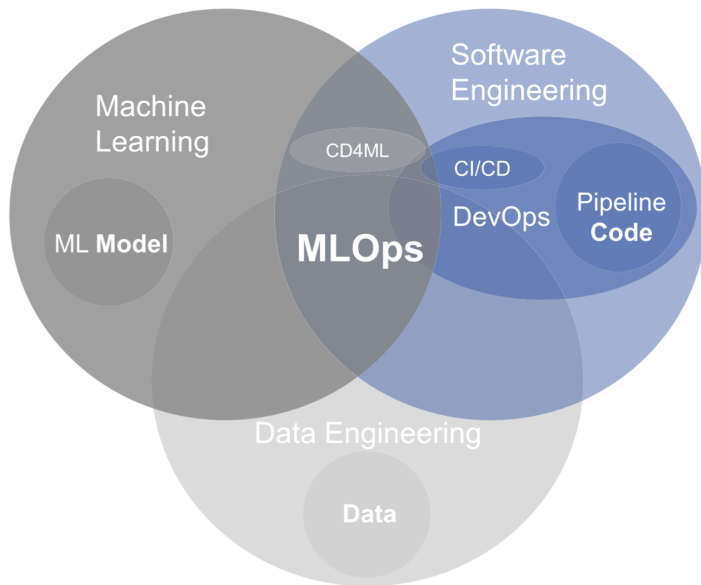 Software
Engineering
Machine
Learning
CD4ML
CI/CD
DevOps
Pipeline
Code
ML Model
MLOps
Data Engineering
Data